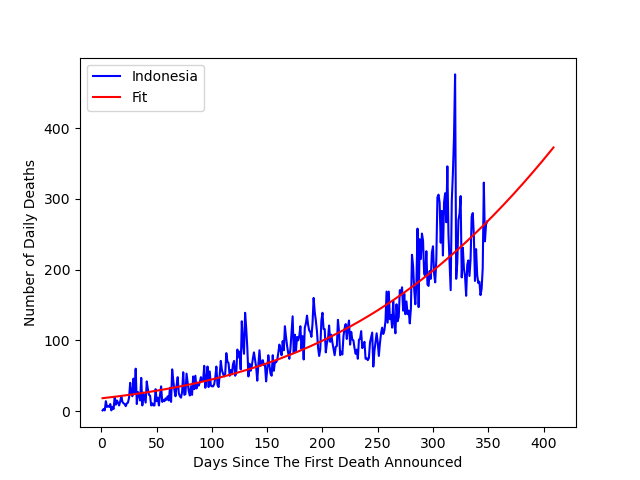 Indonesia
Fit
Number of Daily Deaths
400
300
200
100
0
0 50 100 150 200 250 300 350 400
Days Since The First Death Announced